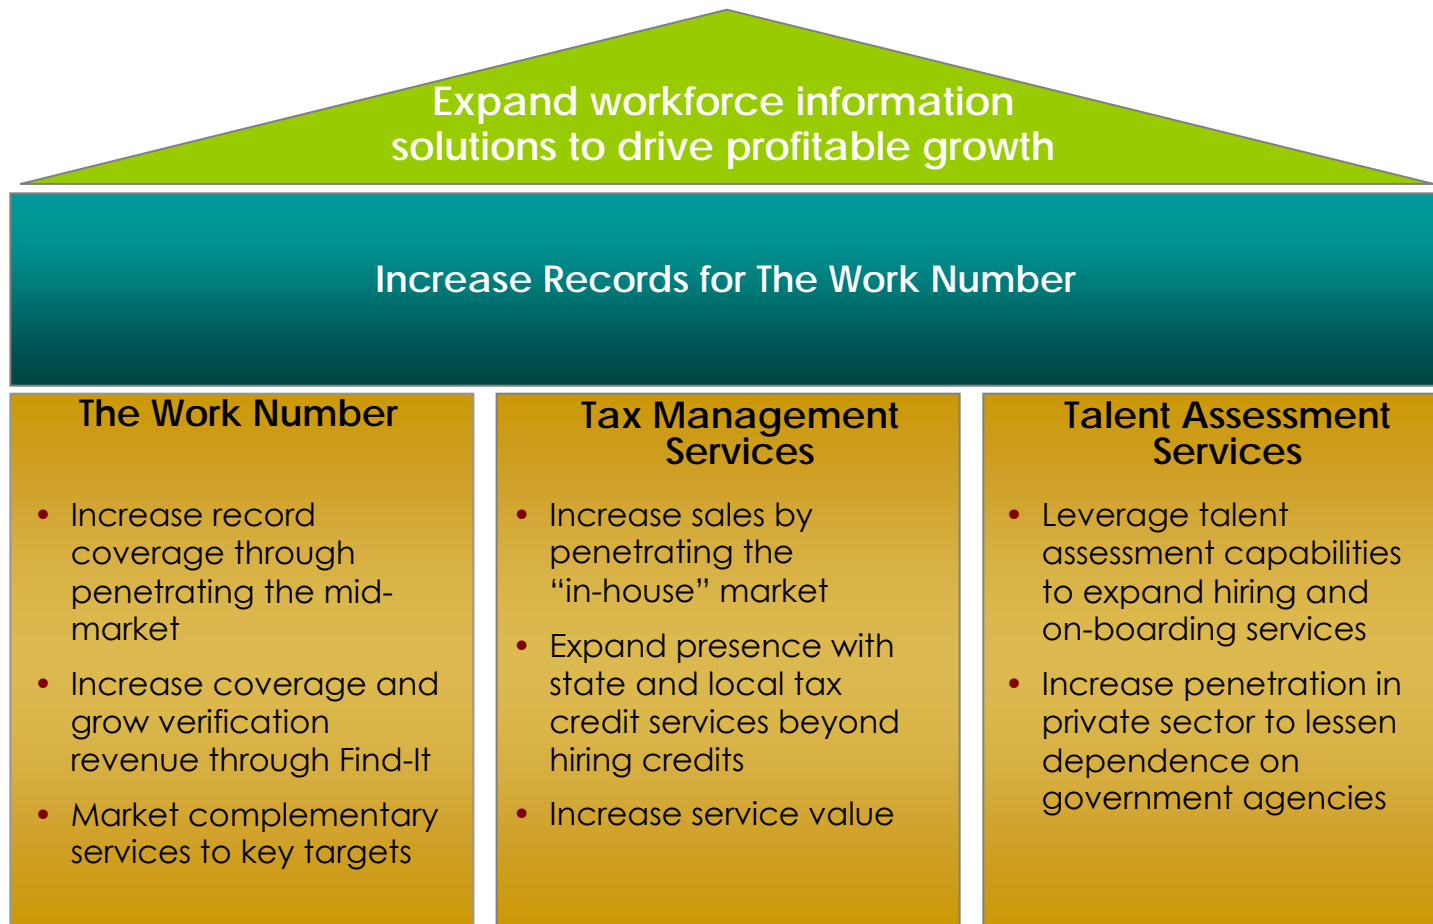 Expand workforce information
solutions to drive profitable growth
Increase Records for The Work Number
The Work Number
• Increase record
coverage through
penetrating the mid-
market
• Increase coverage and
grow verification
revenue through Find-It
• Market complementary
services to key targets
Tax Management
Services
• Increase sales by
penetrating the
“in-house” market
• Expand presence with
state and local tax
credit services beyond
hiring credits
• Increase service value
Talent Assessment
Services
• Leverage talent
assessment capabilities
to expand hiring and
on-boarding services
• Increase penetration in
private sector to lessen
dependence on
government agencies